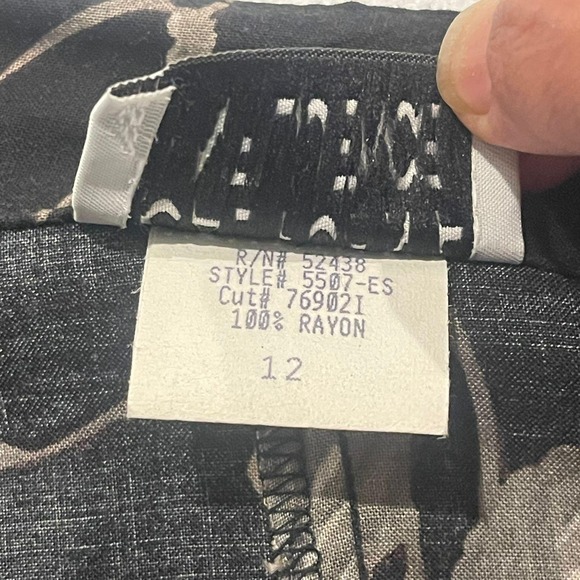 R/N# 52438
STYLE# 5507-ES
Cut# 76902I
100% RAYON
12